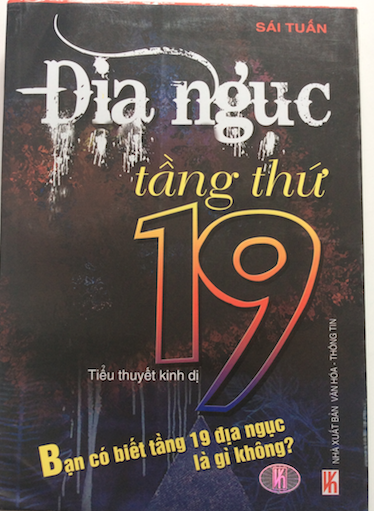 SÁI TUẤN
Địa ngục
tầng thứ
19
Tiểu thuyết kinh dị
Bạn có biết tầng 19 địa ngục
là gì không?
NHÀ XUẤT BẢN VĂN HÓA - THÔNG TIN